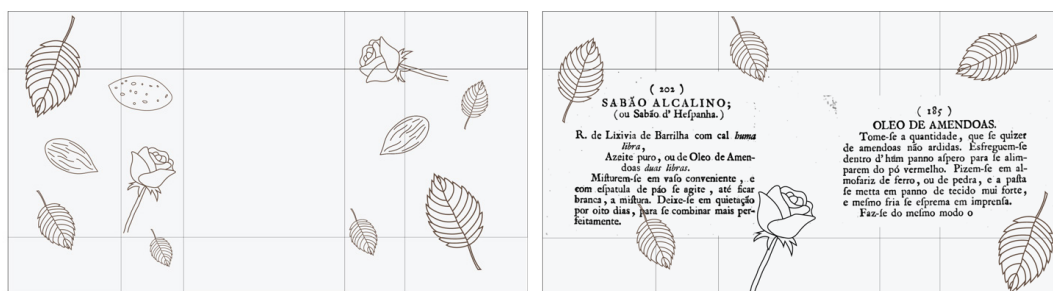 ( 202 )
SABÃO ALCALINO;
(ou Sabão d' Heſpanha.)
R. de Lixivia de Barrilha com cal huma
libra,
Azeite puro, ou de Oleo de Amen-
doas duas libras.
Miſturem-ſe em vaſo conveniente, e
com eſpatula de páo ſe agite, até ficar
branca, a miſtura. Deixe-ſe em quietação
por oito dias, para ſe combinar mais per-
feitamente.
( 185 )
OLEO DE AMENDOAS.
Tome-ſe a quantidade, que ſe quizer
de amendoas não ardidas. Esfreguem-ſe
dentro d'hum panno aſpero para ſe alim-
parem do pó vermelho. Pizem-ſe em al-
mofariz de ferro, ou de pedra, e a paſta
ſe metta em panno de tecido mui forte,
e meſmo fria ſe eſprema em imprenſa.
Faz-ſe do meſmo modo o